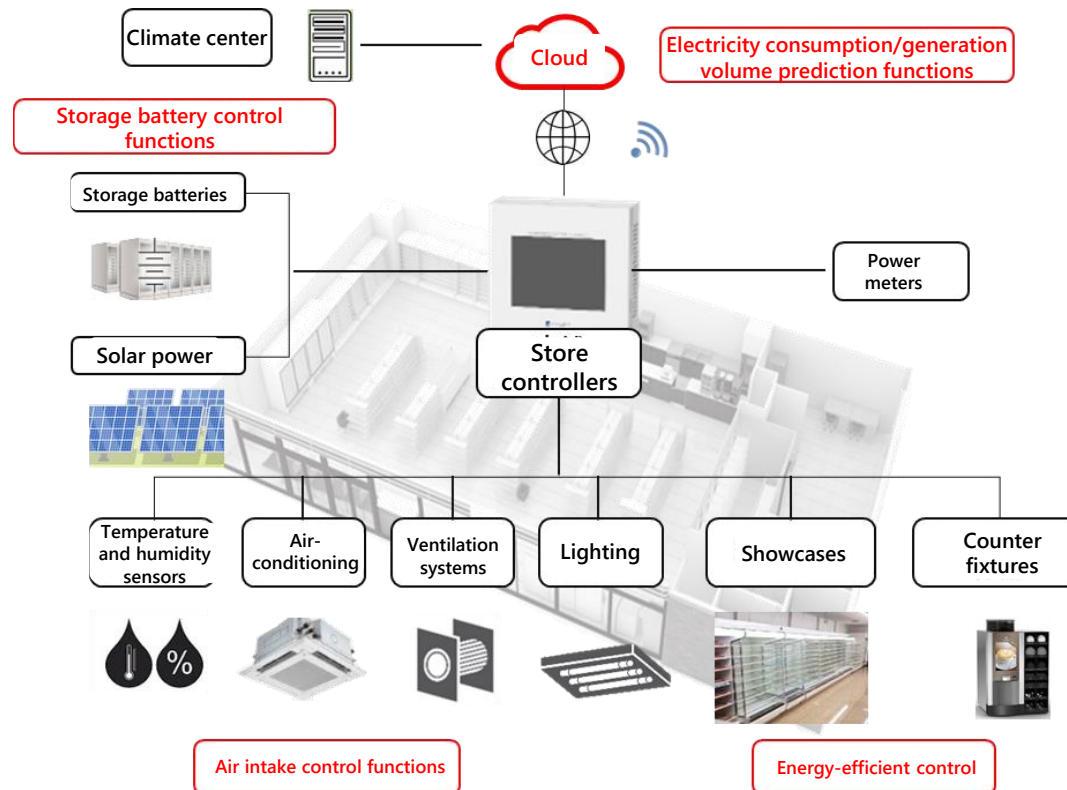 Climate center
Cloud
Electricity consumption/generation
volume prediction functions
Storage battery control
functions
Storage batteries
Power
meters
Solar power
Store
controllers
Temperature
and humidity
sensors
Air-
conditioning
Ventilation
systems
Lighting
Showcases
Counter
fixtures
%
Air intake control functions
Energy-efficient control